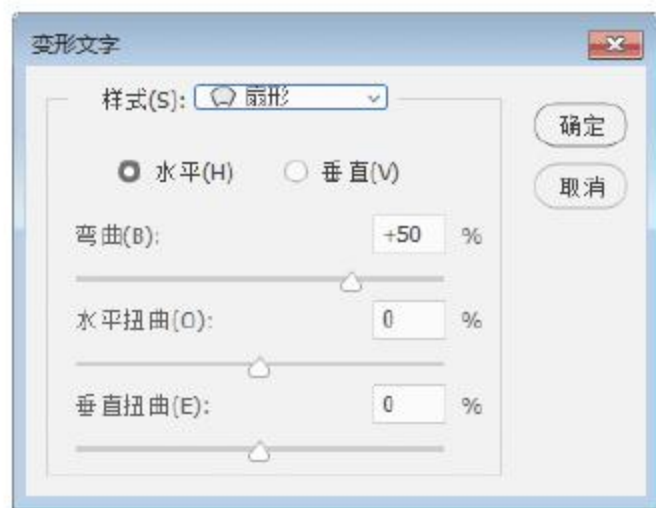 变形文字
样式(S): 扇形
确定
水平(H) 垂直(V)
取消
弯曲(B): +50 %
水平扭曲(O): 0 %
垂直扭曲(E): 0 %